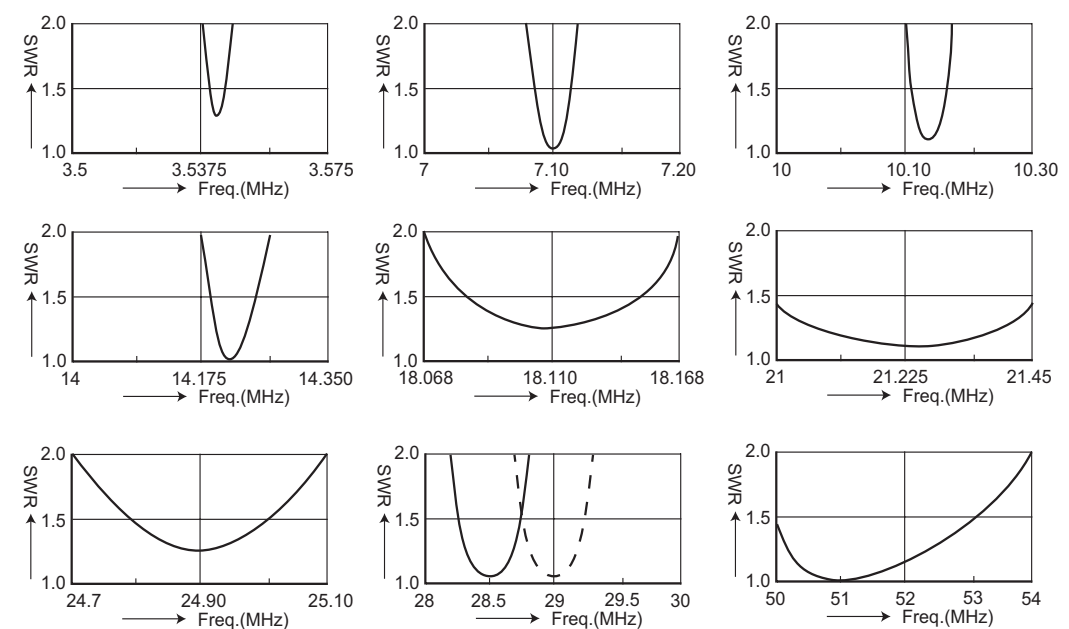 2.0
SWR
1.5
1.0
3.5 3.5375 3.575
Freq.(MHz)
2.0
SWR
1.5
1.0
7 7.10 7.20
Freq.(MHz)
2.0
SWR
1.5
1.0
10 10.10 10.30
Freq.(MHz)
2.0
SWR
1.5
1.0
14 14.175 14.350
Freq.(MHz)
2.0
SWR
1.5
1.0
18.068 18.110 18.168
Freq.(MHz)
2.0
SWR
1.5
1.0
21 21.225 21.45
Freq.(MHz)
2.0
SWR
1.5
1.0
24.7 24.90 25.10
Freq.(MHz)
2.0
SWR
1.5
1.0
28 28.5 29 29.5 30
Freq.(MHz)
2.0
SWR
1.5
1.0
50 51 52 53 54
Freq.(MHz)